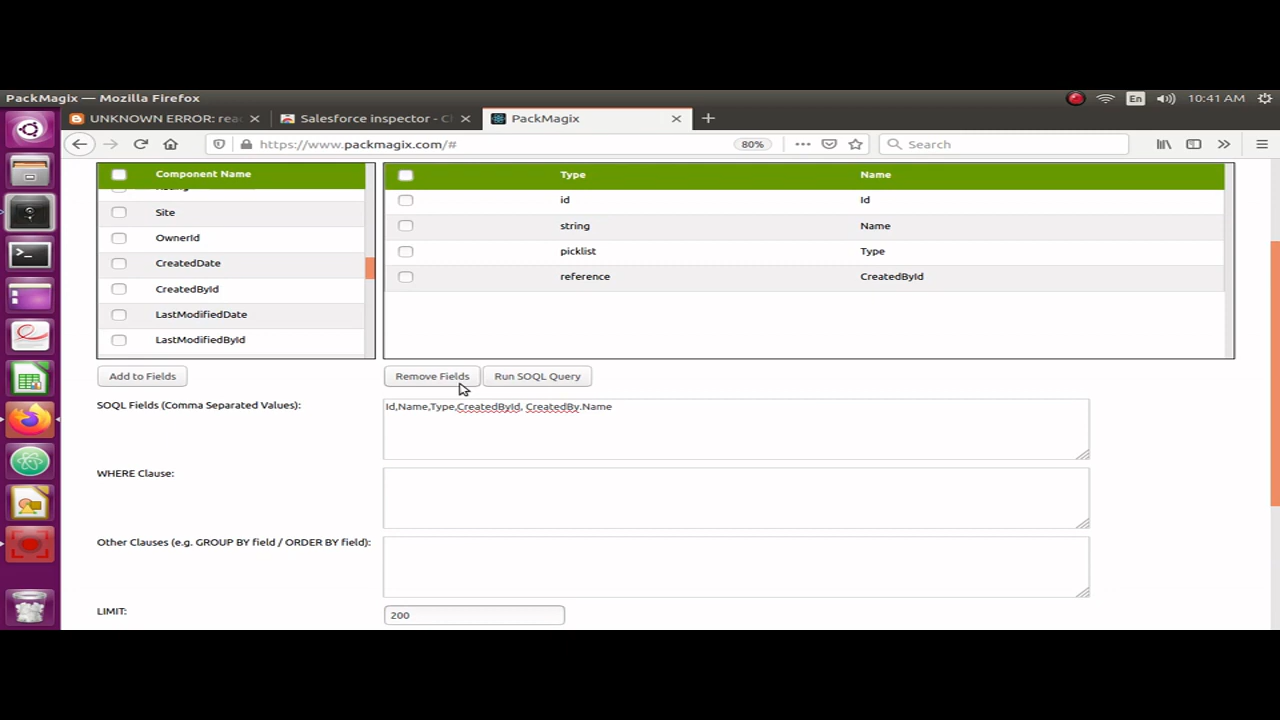 PackMagix — Mozilla Firefox
En
10:41 AM
UNKNOWN ERROR: rea
Salesforce inspector - C
PackMagix
https://www.packmagix.com/#
80%
Search
Component Name
Site
OwnerId
CreatedDate
CreatedById
LastModifiedDate
LastModifiedById
Type Name
id Id
string Name
picklist Type
reference CreatedById
Add to Fields
Remove Fields
Run SOQL Query
SOQL Fields (Comma Separated Values):
Id,Name,Type,CreatedById, CreatedBy.Name
WHERE Clause:
Other Clauses (e.g. GROUP BY field / ORDER BY field):
LIMIT:
200